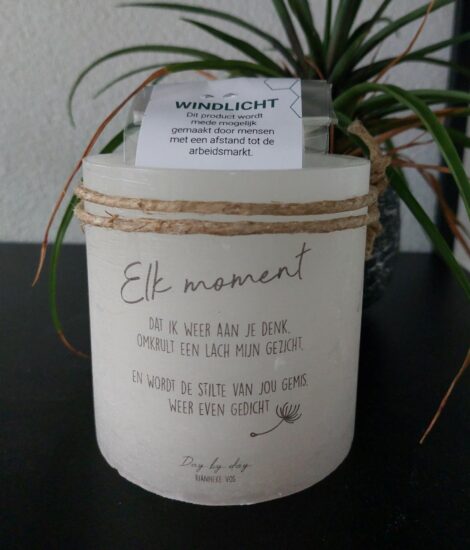 WINDLICHT
Dit product wordt
mede mogelijk
gemaakt door mensen
met een afstand tot de
arbeidsmarkt.
Elk moment
DAT IK WEER AAN JE DENK,
OMKRULT EEN LACH MIJN GEZICHT,
EN WORDT DE STILTE VAN JOU GEMIS,
WEER EVEN GEDICHT
Day by day
RIANNEKE VOS